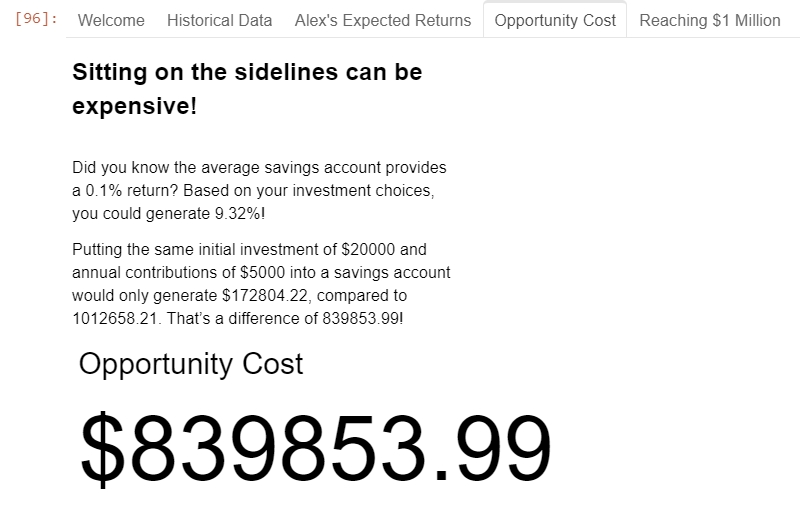 [96]: Welcome Historical Data Alex's Expected Returns Opportunity Cost Reaching $1 Million
Sitting on the sidelines can be
expensive!
Did you know the average savings account provides
a 0.1% return? Based on your investment choices,
you could generate 9.32%!
Putting the same initial investment of $20000 and
annual contributions of $5000 into a savings account
would only generate $172804.22, compared to
1012658.21. That’s a difference of 839853.99!
Opportunity Cost
$839853.99